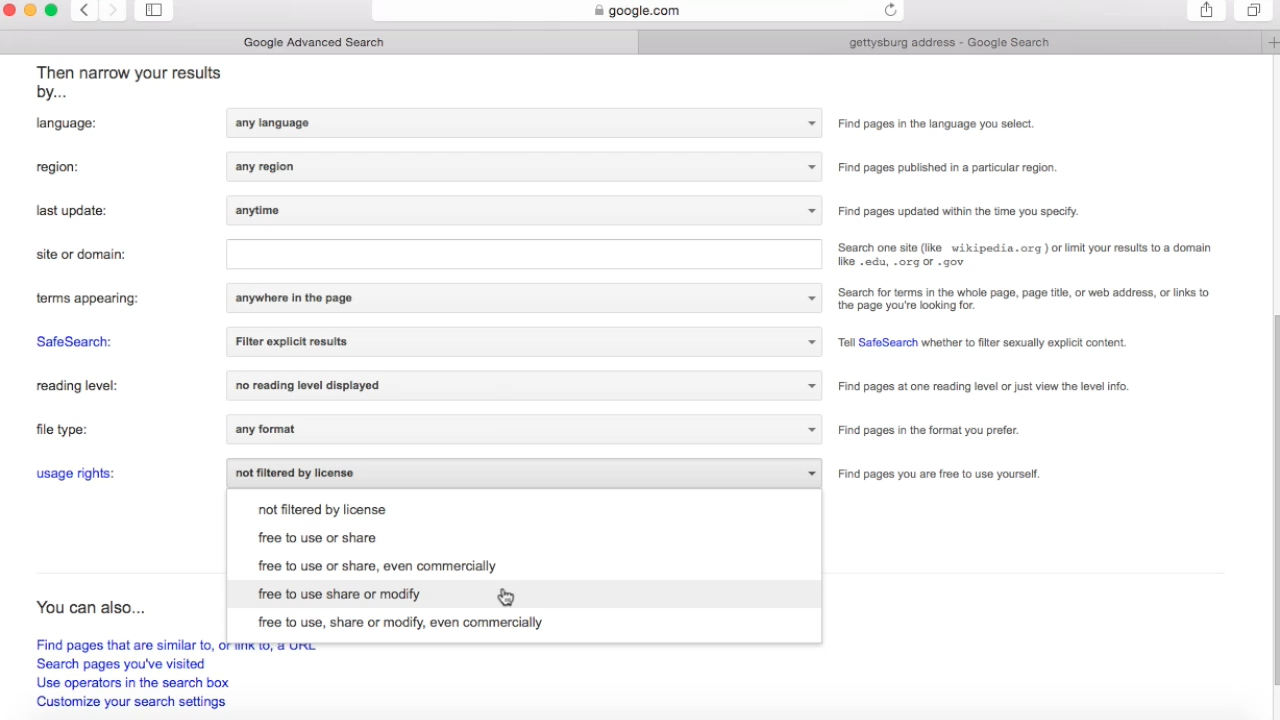 google.com
Google Advanced Search
gettysburg address - Google Search
Then narrow your results
by...
language:
any language
Find pages in the language you select.
region:
any region
Find pages published in a particular region.
last update:
anytime
Find pages updated within the time you specify.
site or domain:
Search one site (like wikipedia.org ) or limit your results to a domain
like .edu, .org or .gov
terms appearing:
anywhere in the page
Search for terms in the whole page, page title, or web address, or links to
the page you're looking for.
SafeSearch:
Filter explicit results
Tell SafeSearch whether to filter sexually explicit content.
reading level:
no reading level displayed
Find pages at one reading level or just view the level info.
file type:
any format
Find pages in the format you prefer.
usage rights:
not filtered by license
Find pages you are free to use yourself.
not filtered by license
free to use or share
free to use or share, even commercially
free to use share or modify
free to use, share or modify, even commercially
You can also...
Find pages that are similar to, or link to, a URL
Search pages you've visited
Use operators in the search box
Customize your search settings